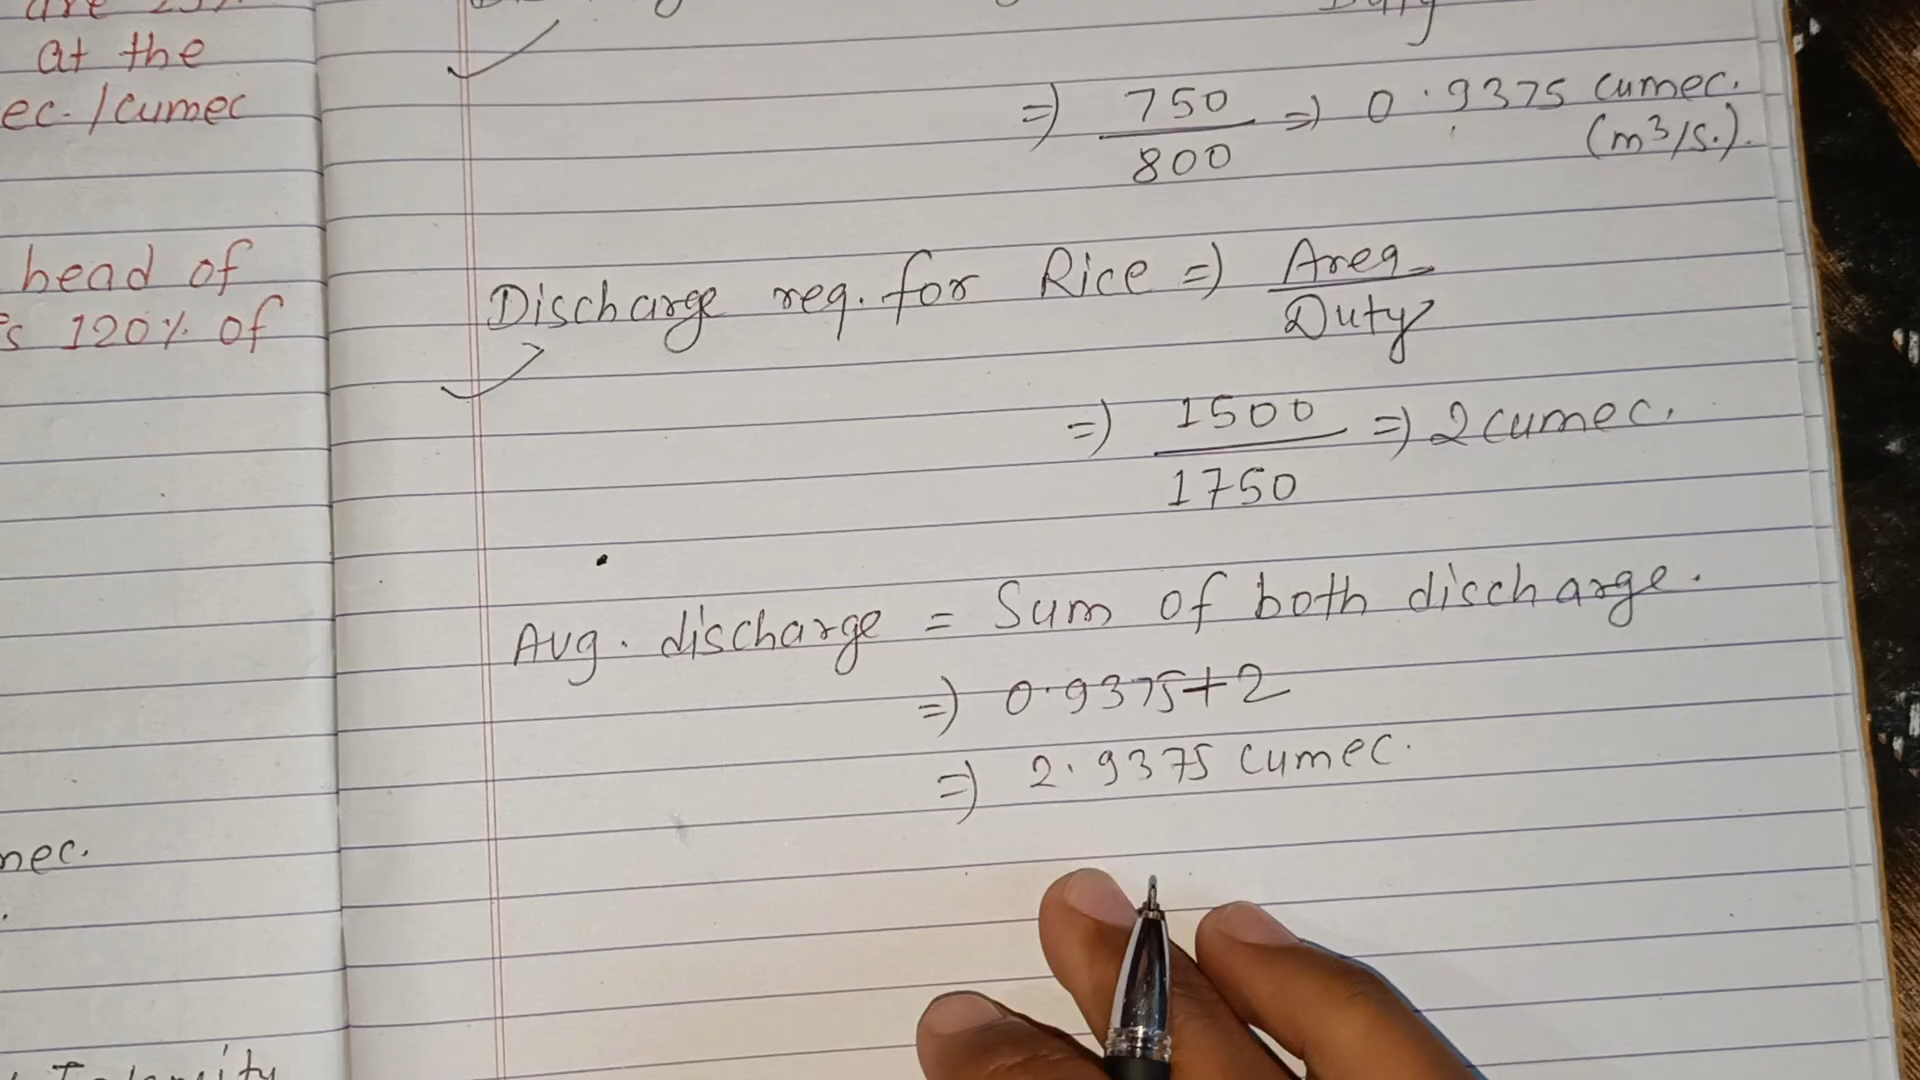 at the
ec./cumec
head of
s 120% of
nec.
Duty
=) 750 / 800 =) 0.9375 cumec.
(m3/s.).
Discharge req. for Rice =) Area / Duty
=) 1500 / 1750 =) 2 cumec.
Avg. discharge = Sum of both discharge.
=) 0.9375+2
=) 2.9375 cumec.